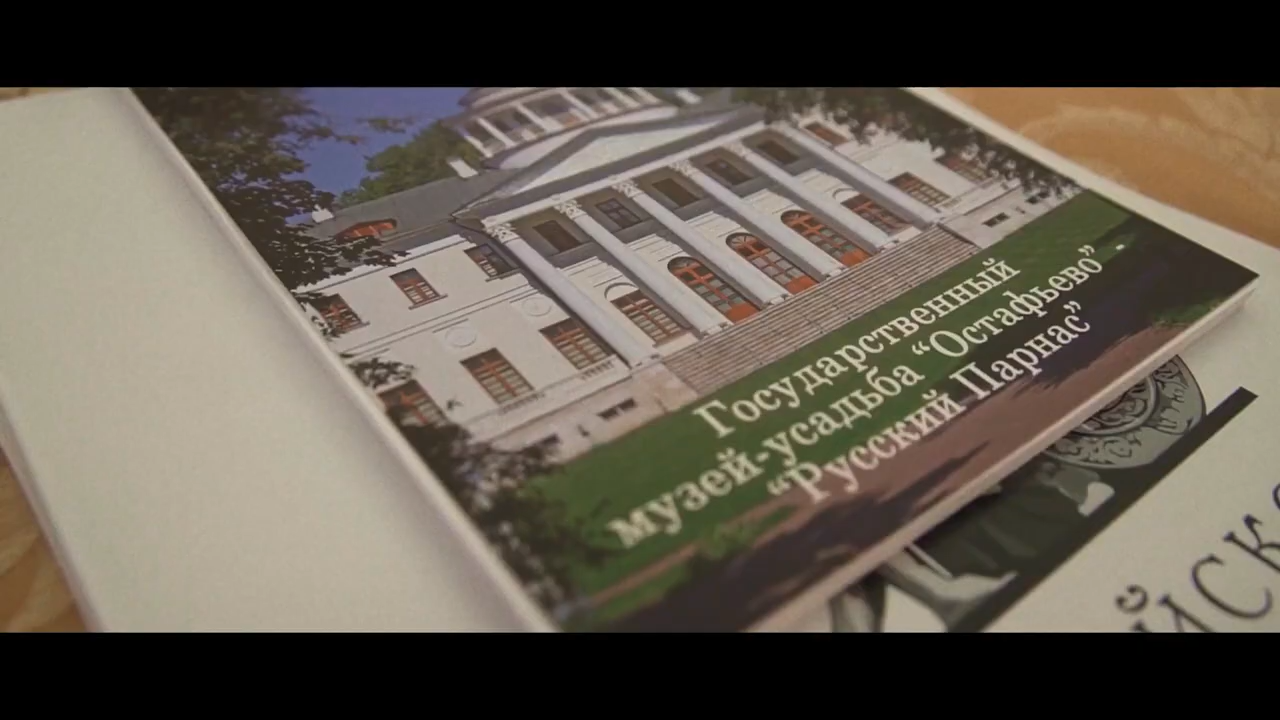 Государственный
музей-усадьба “Остафьево”
“Русский Парнас”